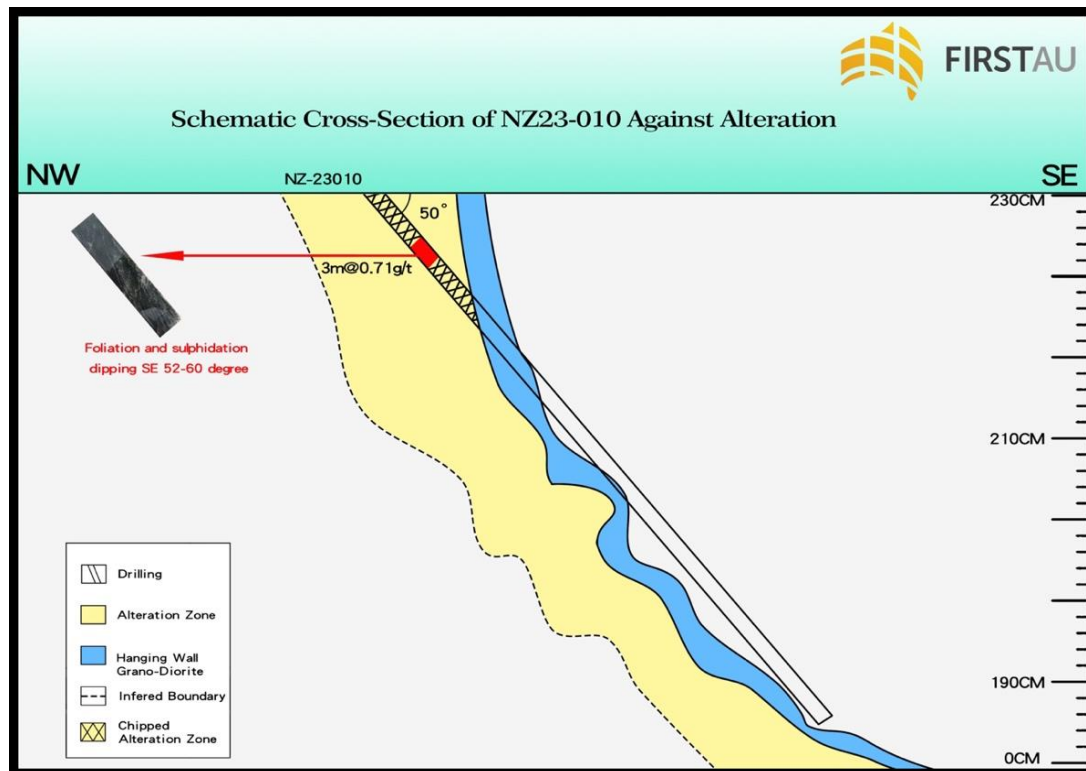 FIRSTAU
Schematic Cross-Section of NZ23-010 Against Alteration
NW
NZ-23010
SE
230CM
50°
3m@0.71g/t
Foliation and sulphidation
dipping SE 52-60 degree
210CM
Drilling
Alteration Zone
Hanging Wall
Grano-Diorite
Infered Boundary
Chipped
Alteration Zone
190CM
0CM